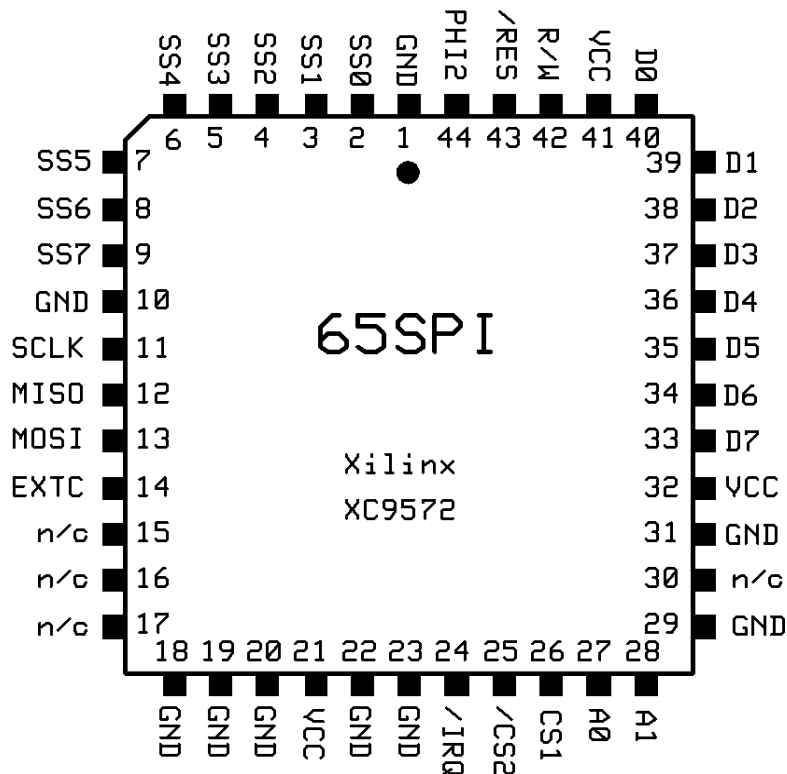 SS4 SS3 SS2 SS1 SS0 GND PHI2 /RES R/W VCC D0
6 5 4 3 2 1 44 43 42 41 40
SS5 7 39 D1
SS6 8 38 D2
SS7 9 37 D3
GND 10 36 D4
SCLK 11 35 D5
MISO 12 34 D6
MOSI 13 33 D7
EXTC 14 32 VCC
n/c 15 31 GND
n/c 16 30 n/c
n/c 17 29 GND
65SPI
Xilinx
XC9572
18 19 20 21 22 23 24 25 26 27 28
GND GND GND VCC GND GND /IRQ /CS2 CS1 A0 A1